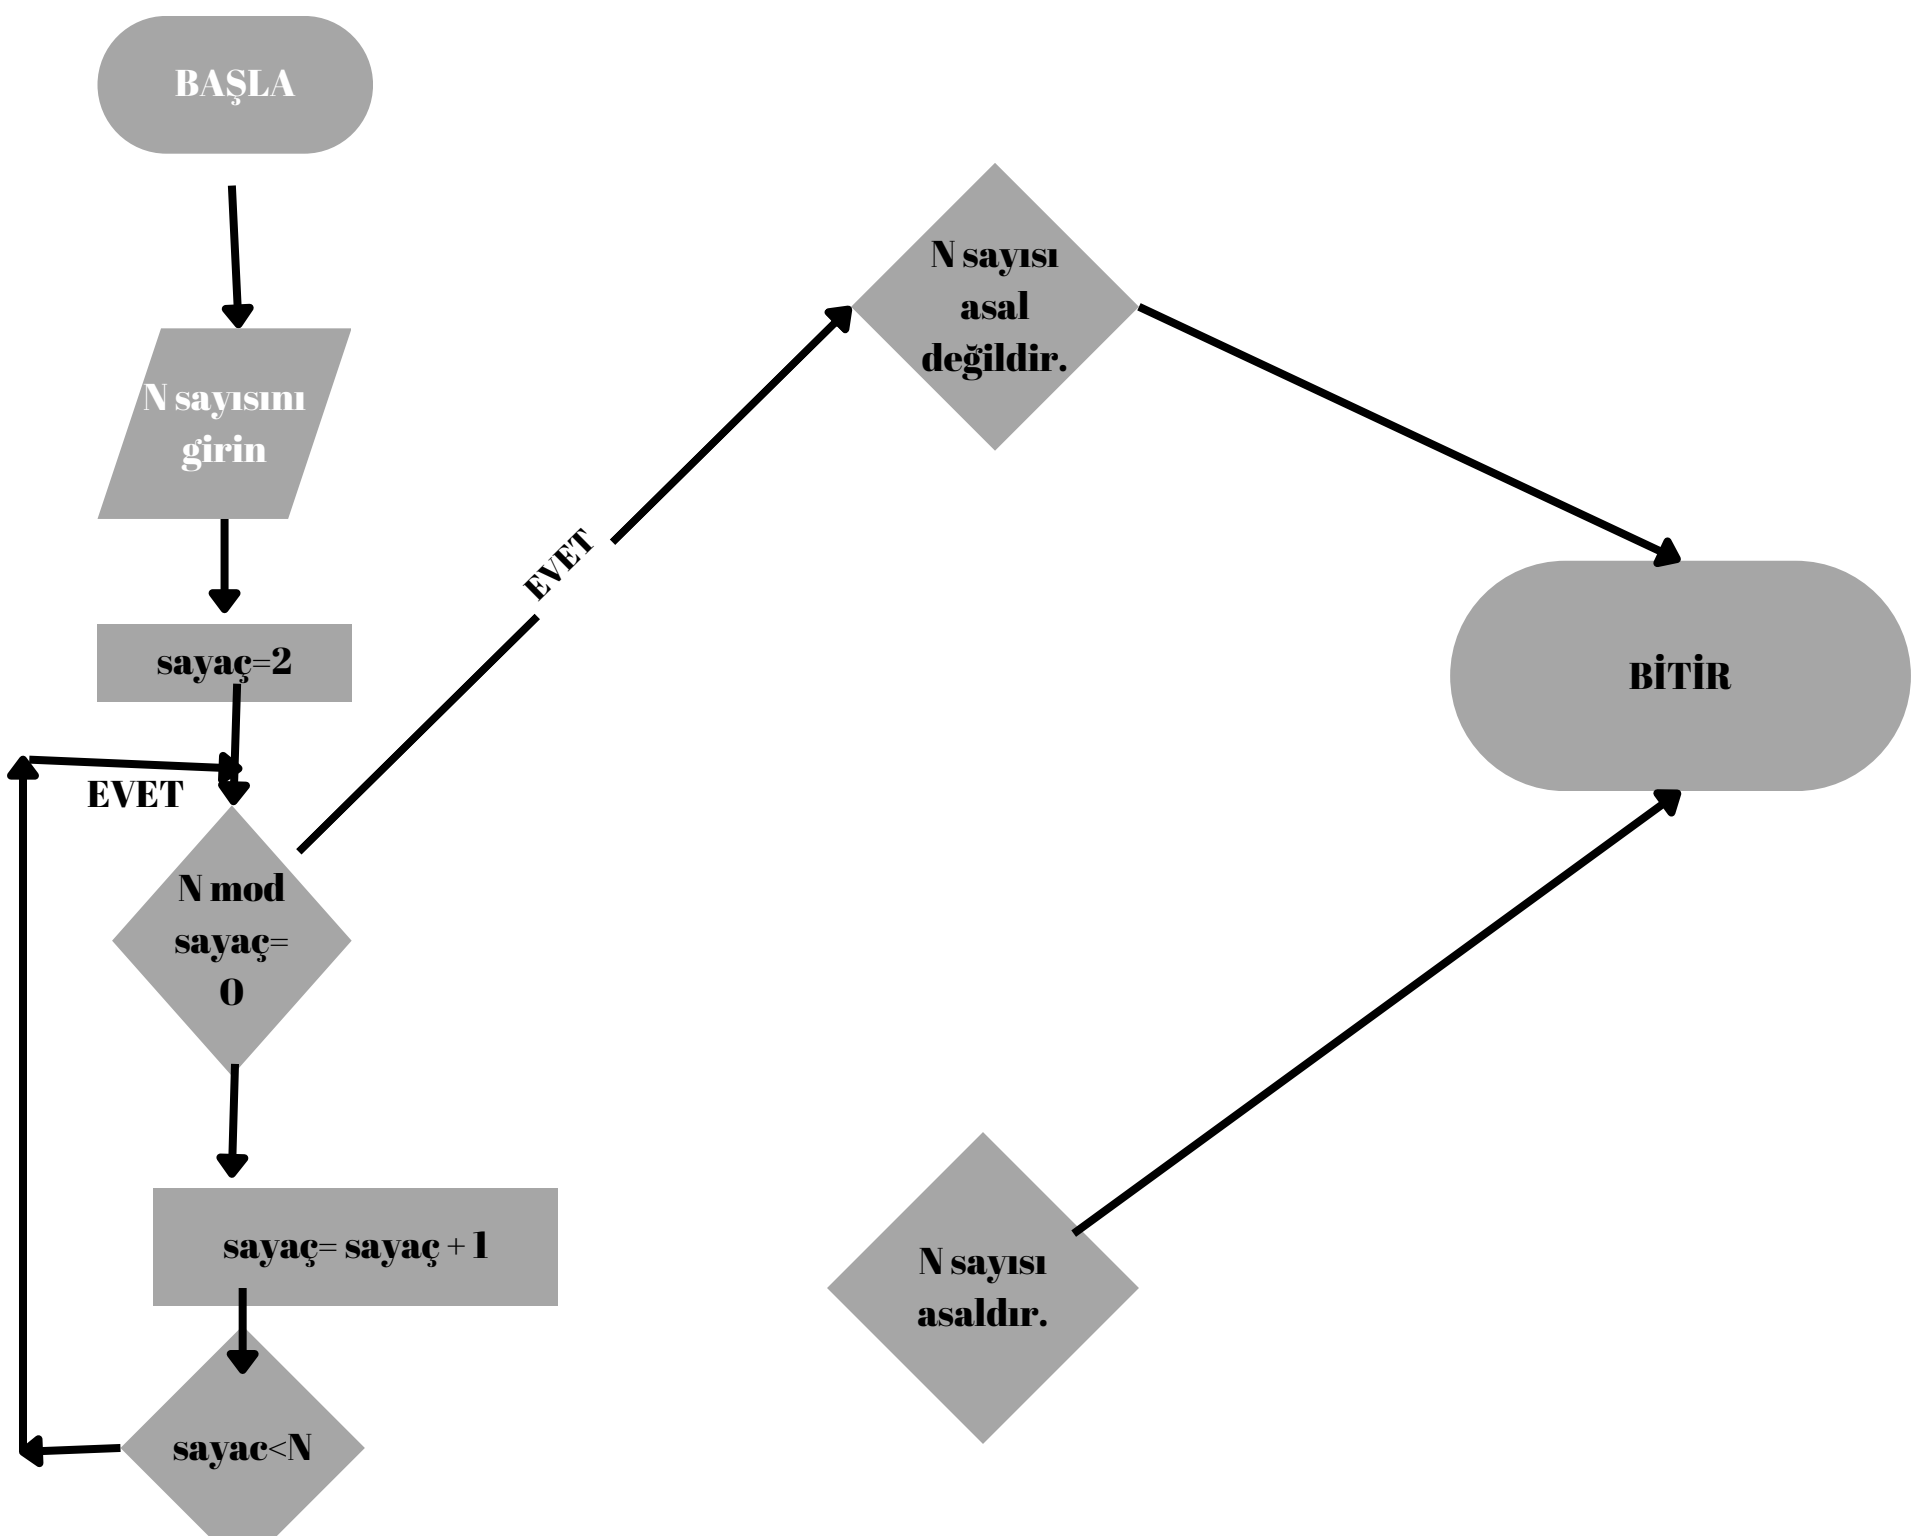 BAŞLA
N sayısını
girin
sayaç=2
EVET
N mod
sayaç=
0
sayaç= sayaç + 1
sayac<N
EVET
N sayısı
asal
değildir.
N sayısı
asaldır.
BİTİR